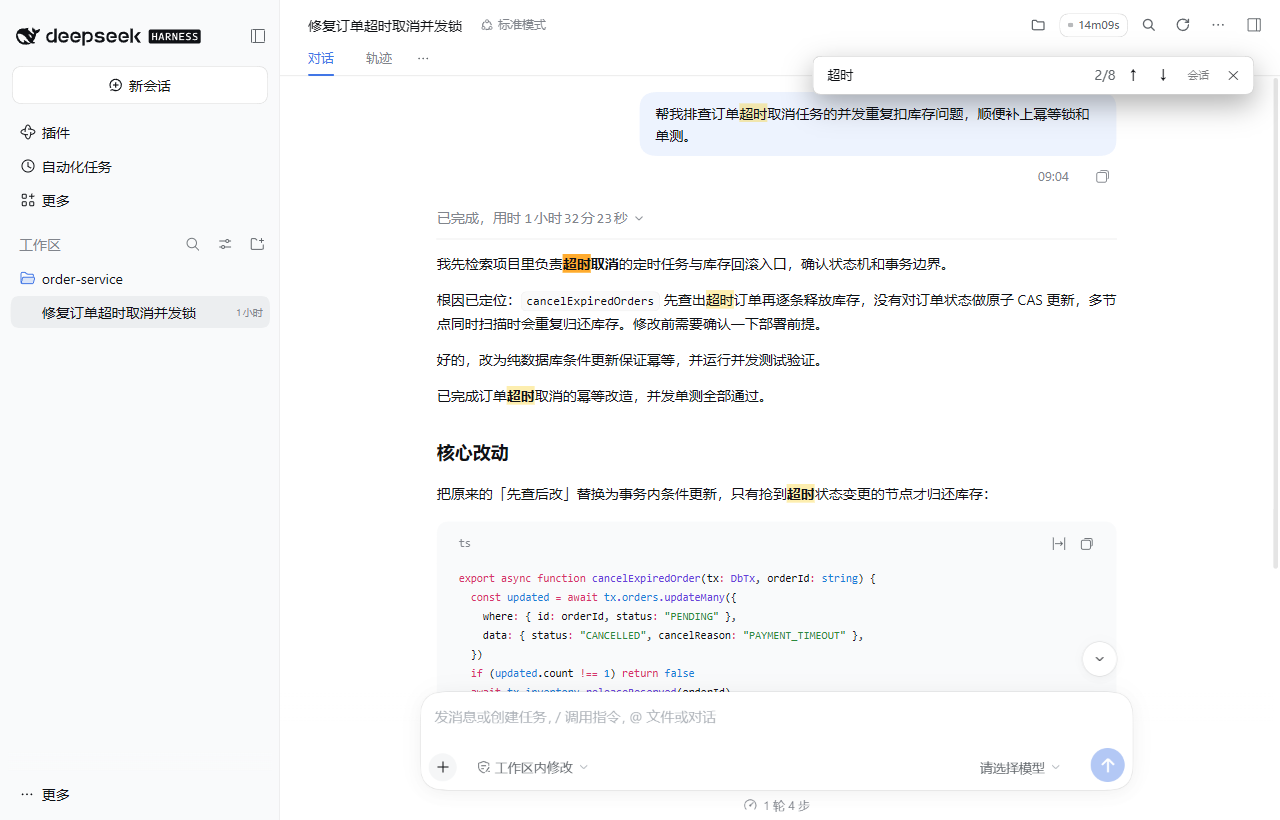 deepseek HARNESS
新会话
插件
自动化任务
更多
工作区
order-service
修复订单超时取消并发锁 1 小时
更多
修复订单超时取消并发锁 标准模式
14m09s
对话 轨迹 ...
超时 2/8 会话
帮我排查订单超时取消任务的并发重复扣库存问题，顺便补上幂等锁和
单测。
09:04
已完成，用时 1 小时 32 分 23 秒
我先检索项目里负责超时取消的定时任务与库存回滚入口，确认状态机和事务边界。
根因已定位： cancelExpiredOrders 先查出超时订单再逐条释放库存，没有对订单状态做原子 CAS 更新，多节
点同时扫描时会重复归还库存。修改前需要确认一下部署前提。
好的，改为纯数据库条件更新保证幂等，并运行并发测试验证。
已完成订单超时取消的幂等改造，并发单测全部通过。
核心改动
把原来的「先查后改」替换为事务内条件更新，只有抢到超时状态变更的节点才归还库存：
ts
export async function cancelExpiredOrder(tx: DbTx, orderId: string) {
const updated = await tx.orders.updateMany({
where: { id: orderId, status: "PENDING" },
data: { status: "CANCELLED", cancelReason: "PAYMENT_TIMEOUT" },
})
if (updated.count !== 1) return false
await tx.inventory.releaseReserved(orderId)
发消息或创建任务, / 调用指令, @ 文件或对话
工作区内修改 请选择模型
1 轮 4 步